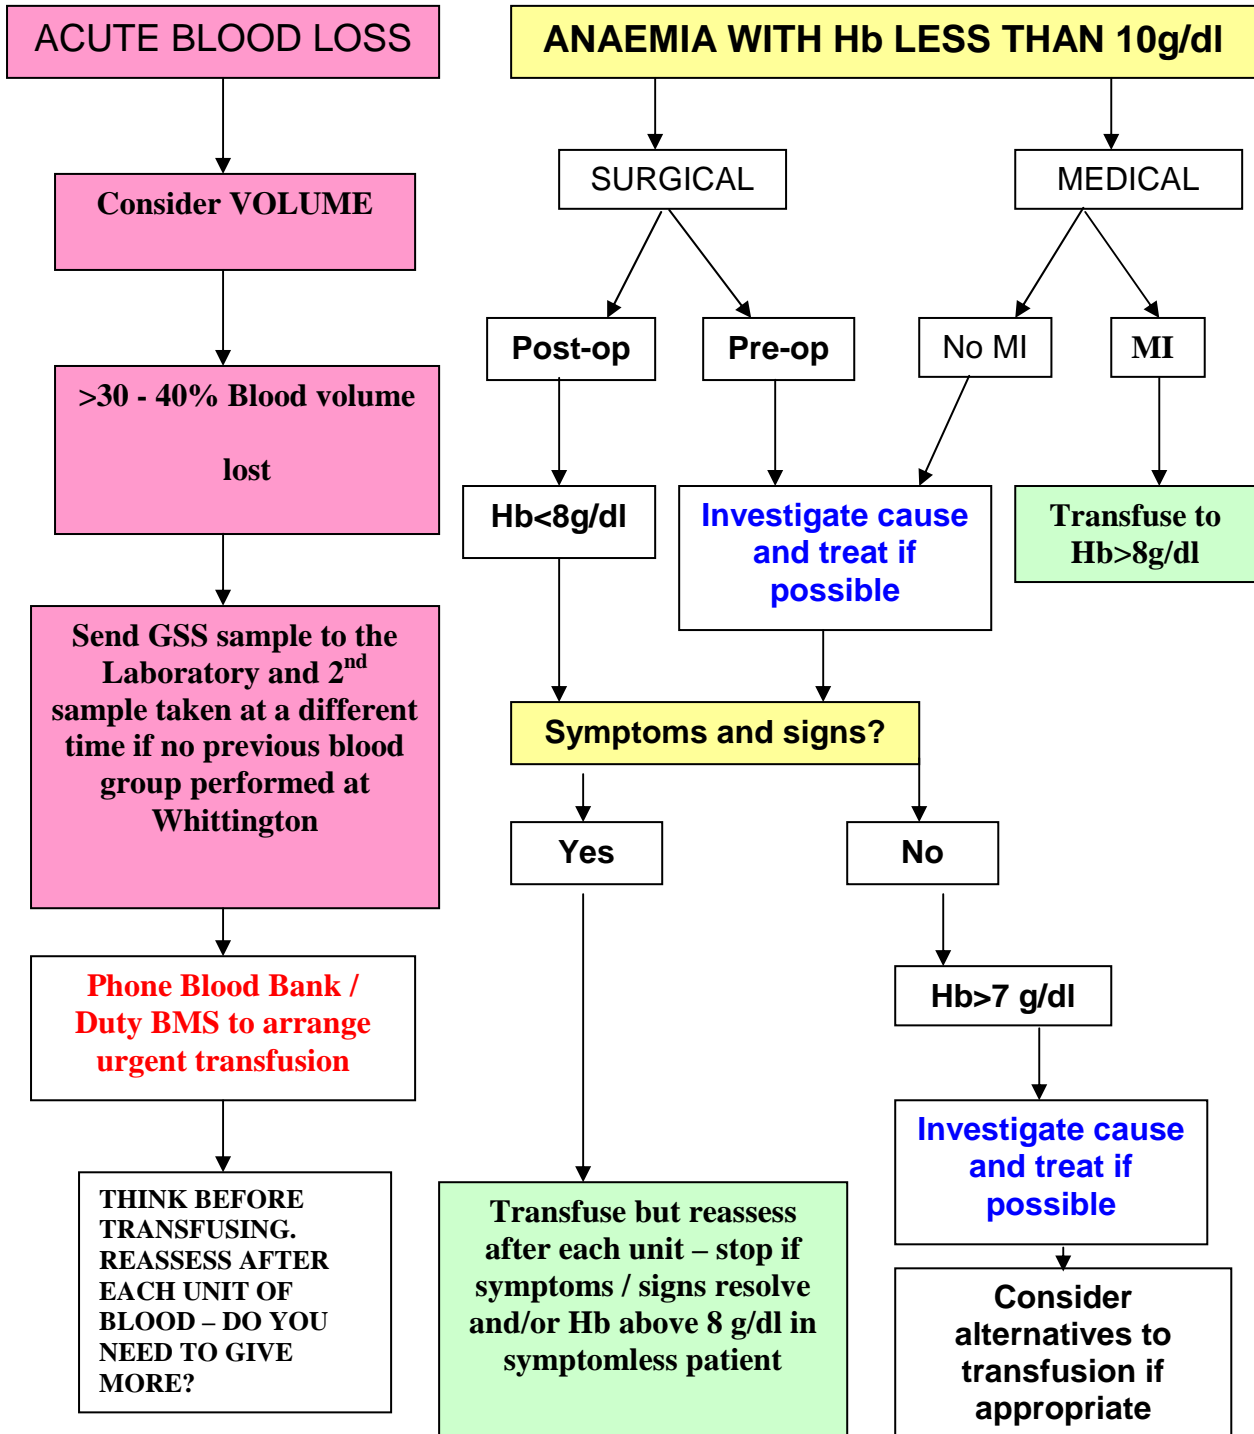 ACUTE BLOOD LOSS
Consider VOLUME
>30 - 40% Blood volume
lost
Send GSS sample to the
Laboratory and 2nd
sample taken at a different
time if no previous blood
group performed at
Whittington
Phone Blood Bank /
Duty BMS to arrange
urgent transfusion
THINK BEFORE
TRANSFUSING.
REASSESS AFTER
EACH UNIT OF
BLOOD – DO YOU
NEED TO GIVE
MORE?
ANAEMIA WITH Hb LESS THAN 10g/dl
SURGICAL
MEDICAL
Post-op
Pre-op
No MI
MI
Hb<8g/dl
Investigate cause
and treat if
possible
Transfuse to
Hb>8g/dl
Symptoms and signs?
Yes
No
Hb>7 g/dl
Investigate cause
and treat if
possible
Transfuse but reassess
after each unit – stop if
symptoms / signs resolve
and/or Hb above 8 g/dl in
symptomless patient
Consider
alternatives to
transfusion if
appropriate